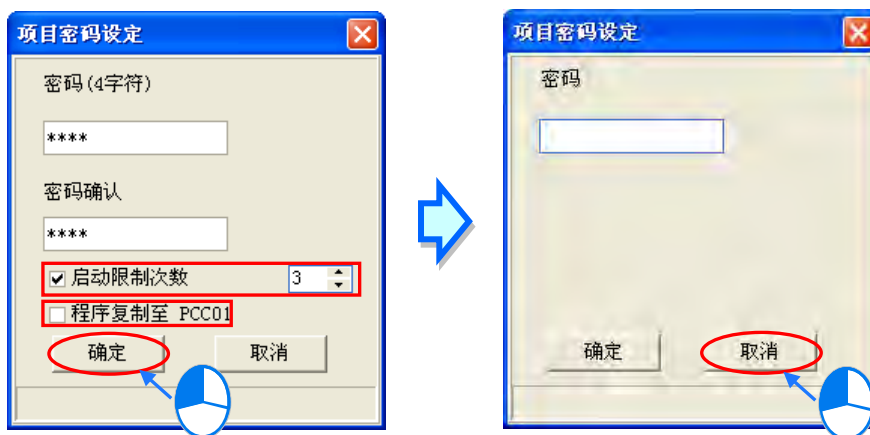 项目密码设定
密码(4字符)
****
密码确认
****
启动限制次数 3
程序复制至 PCC01
确定 取消
项目密码设定
密码
确定 取消